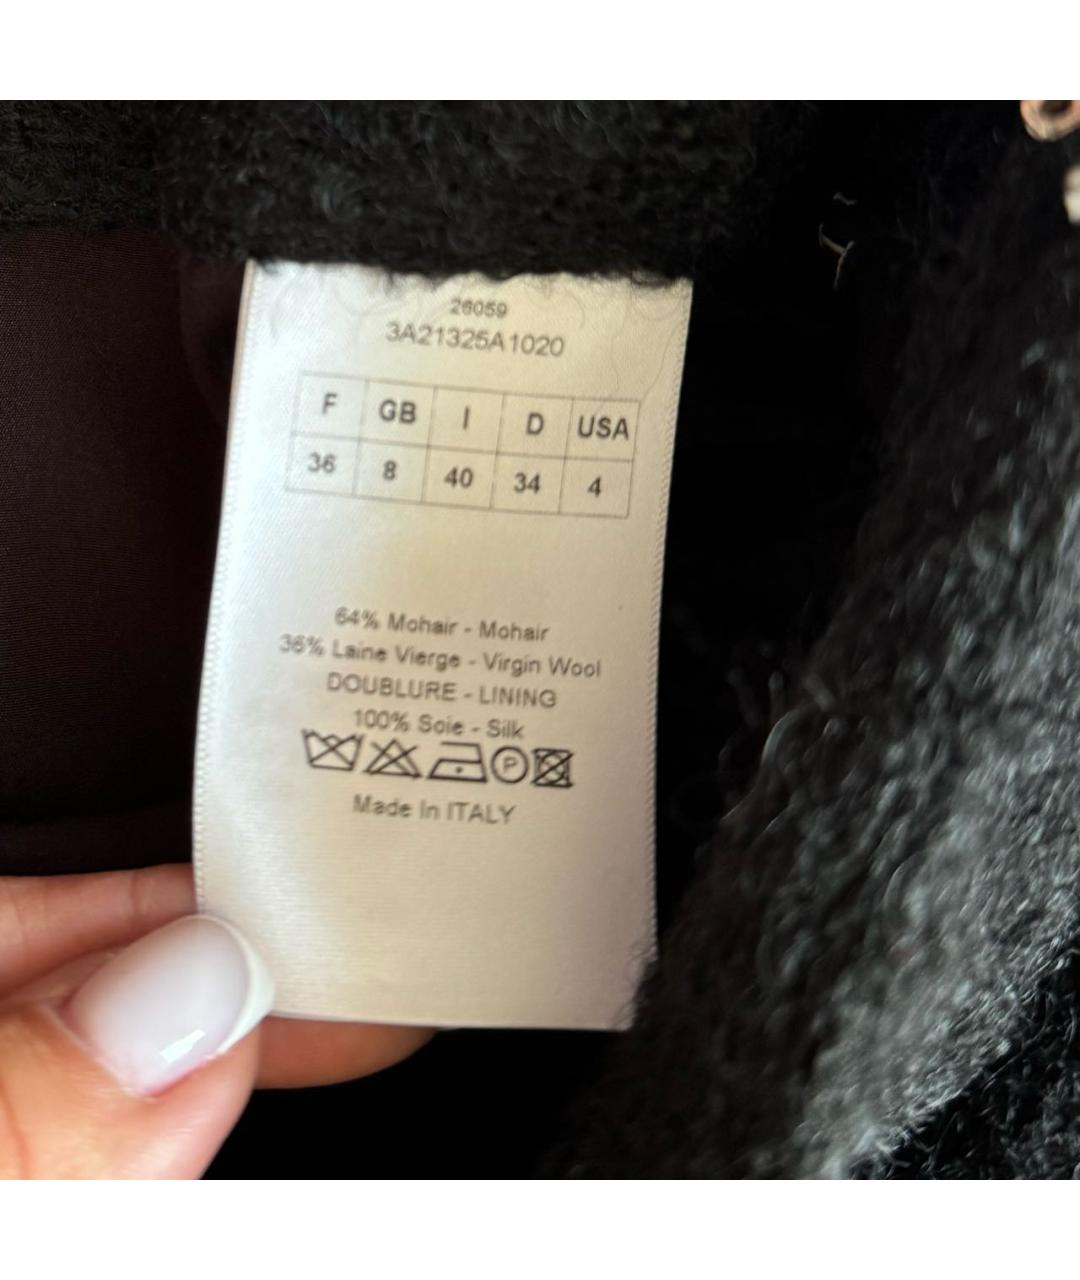 26059
3A21325A1020
F GB I D USA
36 8 40 34 4
64% Mohair - Mohair
36% Laine Vierge - Virgin Wool
DOUBLURE - LINING
100% Soie - Silk
P
Made In ITALY